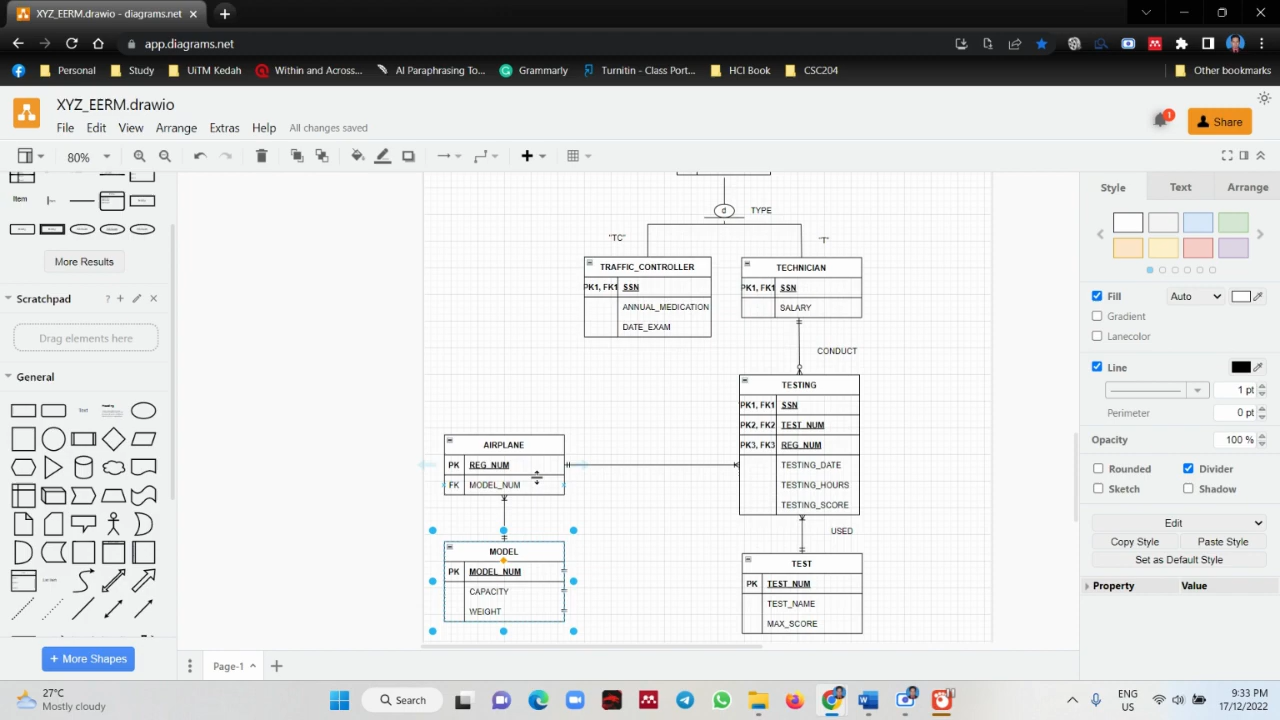 XYZ_EERM.drawio - diagrams.net
app.diagrams.net
Personal
Study
UiTM Kedah
Within and Across...
AI Paraphrasing To...
Grammarly
Turnitin - Class Port...
HCI Book
CSC204
Other bookmarks
XYZ_EERM.drawio
File Edit View Arrange Extras Help All changes saved
1
Share
80%
Item
More Results
Scratchpad
?
Drag elements here
General
Text
More Shapes
d
TYPE
"TC"
"T"
TRAFFIC_CONTROLLER
PK1, FK1 SSN
ANNUAL_MEDICATION
DATE_EXAM
TECHNICIAN
PK1, FK1 SSN
SALARY
CONDUCT
TESTING
PK1, FK1 SSN
PK2, FK2 TEST_NUM
PK3, FK3 REG_NUM
TESTING_DATE
TESTING_HOURS
TESTING_SCORE
AIRPLANE
PK REG_NUM
FK MODEL_NUM
USED
MODEL
PK MODEL_NUM
CAPACITY
WEIGHT
TEST
PK TEST_NUM
TEST_NAME
MAX_SCORE
Style Text Arrange
Fill Auto
Gradient
Lanecolor
Line
1 pt
Perimeter 0 pt
Opacity 100 %
Rounded Divider
Sketch Shadow
Edit
Copy Style Paste Style
Set as Default Style
Property Value
Page-1
27°C
Mostly cloudy
Search
ENG
US
9:33 PM
17/12/2022